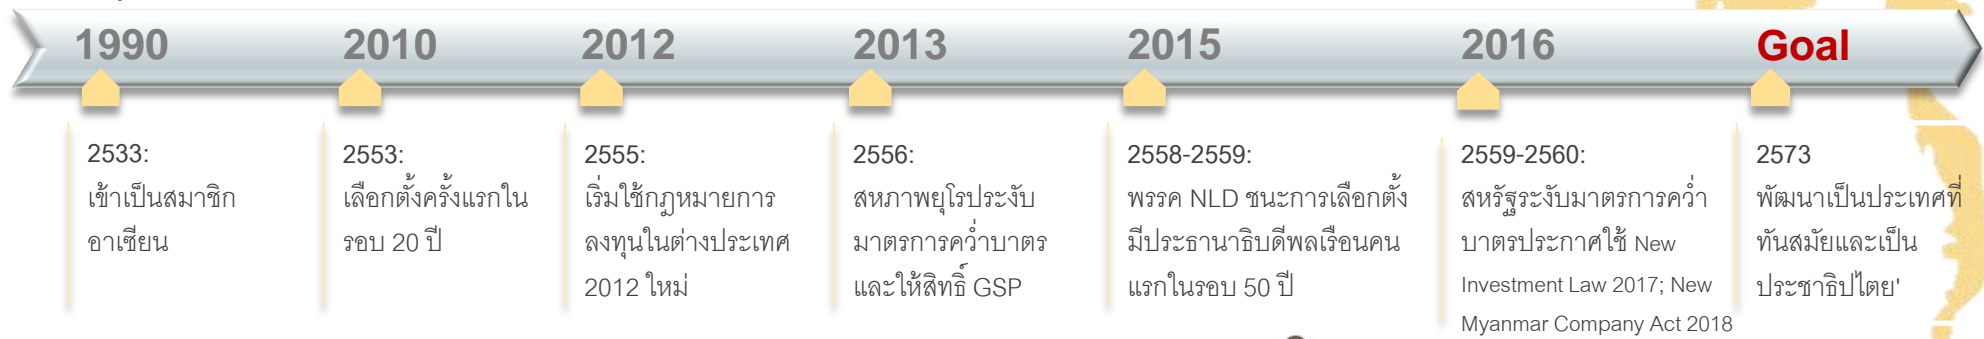 1990
2533:
เข้าเป็นสมาชิก
อาเซียน
2010
2553:
เลือกตั้งครั้งแรกใน
รอบ 20 ปี
2012
2555:
เริ่มใช้กฎหมายการ
ลงทุนในต่างประเทศ
2012 ใหม่
2013
2556:
สหภาพยุโรประงับ
มาตรการคว่ำบาตร
และให้สิทธิ์ GSP
2015
2558-2559:
พรรค NLD ชนะการเลือกตั้ง
มีประธานาธิบดีพลเรือนคน
แรกในรอบ 50 ปี
2016
2559-2560:
สหรัฐระงับมาตรการคว่ำ
บาตรประกาศใช้ New
Investment Law 2017; New
Myanmar Company Act 2018
Goal
2573
พัฒนาเป็นประเทศที่
ทันสมัยและเป็น
ประชาธิปไตย'